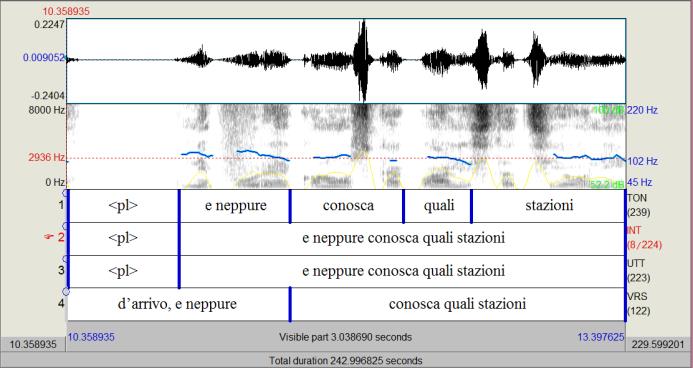 10.358935
0.2247
0.009052
-0.2404
8000 Hz 100 dB 220 Hz
2936 Hz 102 Hz
0 Hz 52.2 dB 45 Hz
1 <pl> e neppure conosca quali stazioni TON (239)
2 <pl> e neppure conosca quali stazioni INT (8/224)
3 <pl> e neppure conosca quali stazioni UTT (223)
4 d'arrivo, e neppure conosca quali stazioni VRS (122)
10.358935 Visible part 3.038690 seconds 13.397625
10.358935 229.599201
Total duration 242.996825 seconds